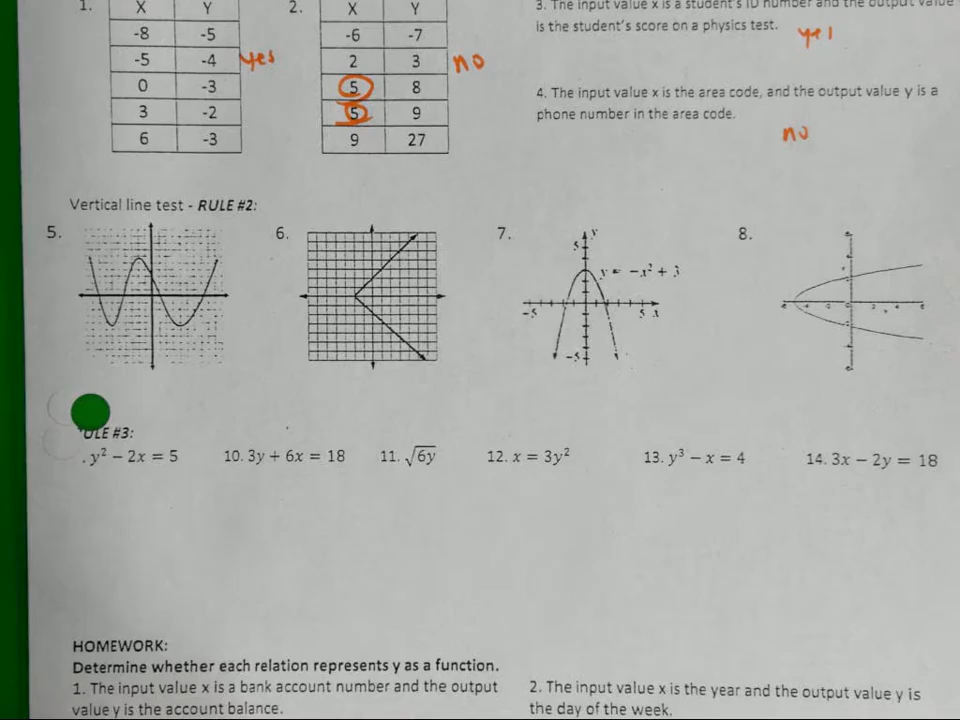 1. X Y
-8 -5
-5 -4 yes
0 -3
3 -2
6 -3
2. X Y
-6 -7
2 3 no
5 8
5 9
9 27
3. The input value x is a student's ID number and the output value
is the student's score on a physics test. yes
4. The input value x is the area code, and the output value y is a
phone number in the area code.
no
Vertical line test - RULE #2:
5. 6. 7. 8.
y
5
y = -x² + 3
-5 5 x
-5
ULE #3:
. y² − 2x = 5 10. 3y + 6x = 18 11. √6y 12. x = 3y² 13. y³ − x = 4 14. 3x − 2y = 18
HOMEWORK:
Determine whether each relation represents y as a function.
1. The input value x is a bank account number and the output
value y is the account balance.
2. The input value x is the year and the output value y is
the day of the week.